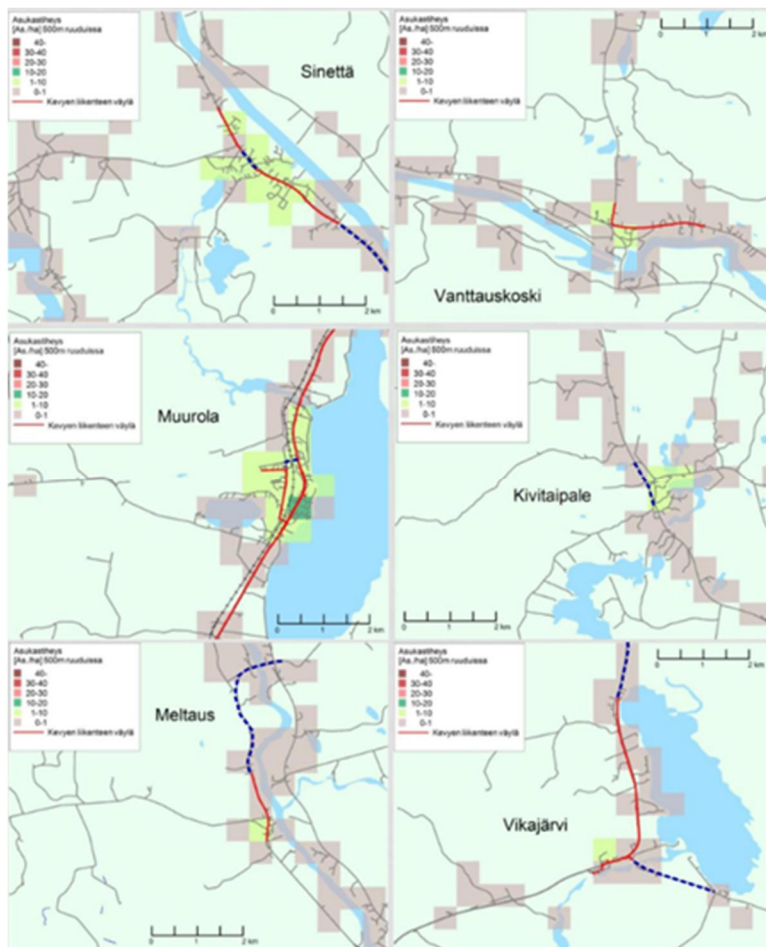 Asukastiheys
[As./ha] 500m ruuduissa
40-
30-40
20-30
10-20
1-10
0-1
Kevyen liikenteen väylä
Sinettä
0 1 2 km
Asukastiheys
[As./ha] 500m ruuduissa
40-
30-40
20-30
10-20
1-10
0-1
Kevyen liikenteen väylä
0 1 2 km
Vanttauskoski
Asukastiheys
[As./ha] 500m ruuduissa
40-
30-40
20-30
10-20
1-10
0-1
Kevyen liikenteen väylä
Muurola
0 1 2 km
Asukastiheys
[As./ha] 500m ruuduissa
40-
30-40
20-30
10-20
1-10
0-1
Kevyen liikenteen väylä
Kivitaipale
0 1 2 km
Asukastiheys
[As./ha] 500m ruuduissa
40-
30-40
20-30
10-20
1-10
0-1
Kevyen liikenteen väylä
Meltaus
0 1 2 km
Asukastiheys
[As./ha] 500m ruuduissa
40-
30-40
20-30
10-20
1-10
0-1
Kevyen liikenteen väylä
0 1 2 km
Vikajärvi